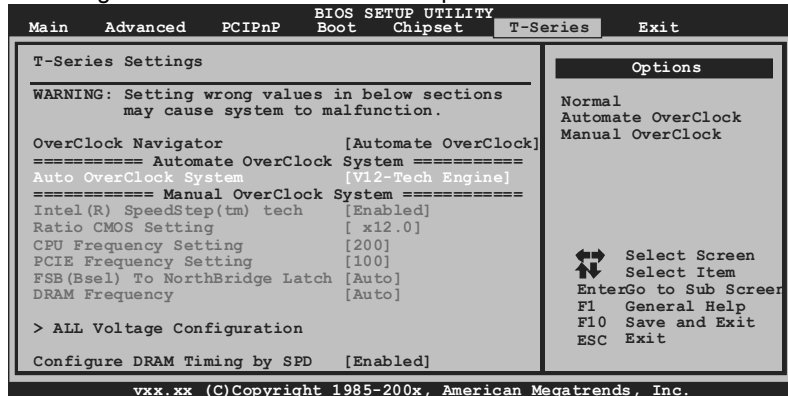 BIOS SETUP UTILITY
Main Advanced PCIPnP Boot Chipset T-Series Exit
T-Series Settings
WARNING: Setting wrong values in below sections
may cause system to malfunction.
OverClock Navigator [Automate OverClock]
=========== Automate OverClock System ===========
Auto OverClock System [V12-Tech Engine]
============ Manual OverClock System ============
Intel(R) SpeedStep(tm) tech [Enabled]
Ratio CMOS Setting [ x12.0]
CPU Frequency Setting [200]
PCIE Frequency Setting [100]
FSB(Bsel) To NorthBridge Latch [Auto]
DRAM Frequency [Auto]
> ALL Voltage Configuration
Configure DRAM Timing by SPD [Enabled]
Options
Normal
Automate OverClock
Manual OverClock
Select Screen
Select Item
EnterGo to Sub Screen
F1 General Help
F10 Save and Exit
ESC Exit
vxx.xx (C)Copyright 1985-200x, American Megatrends, Inc.